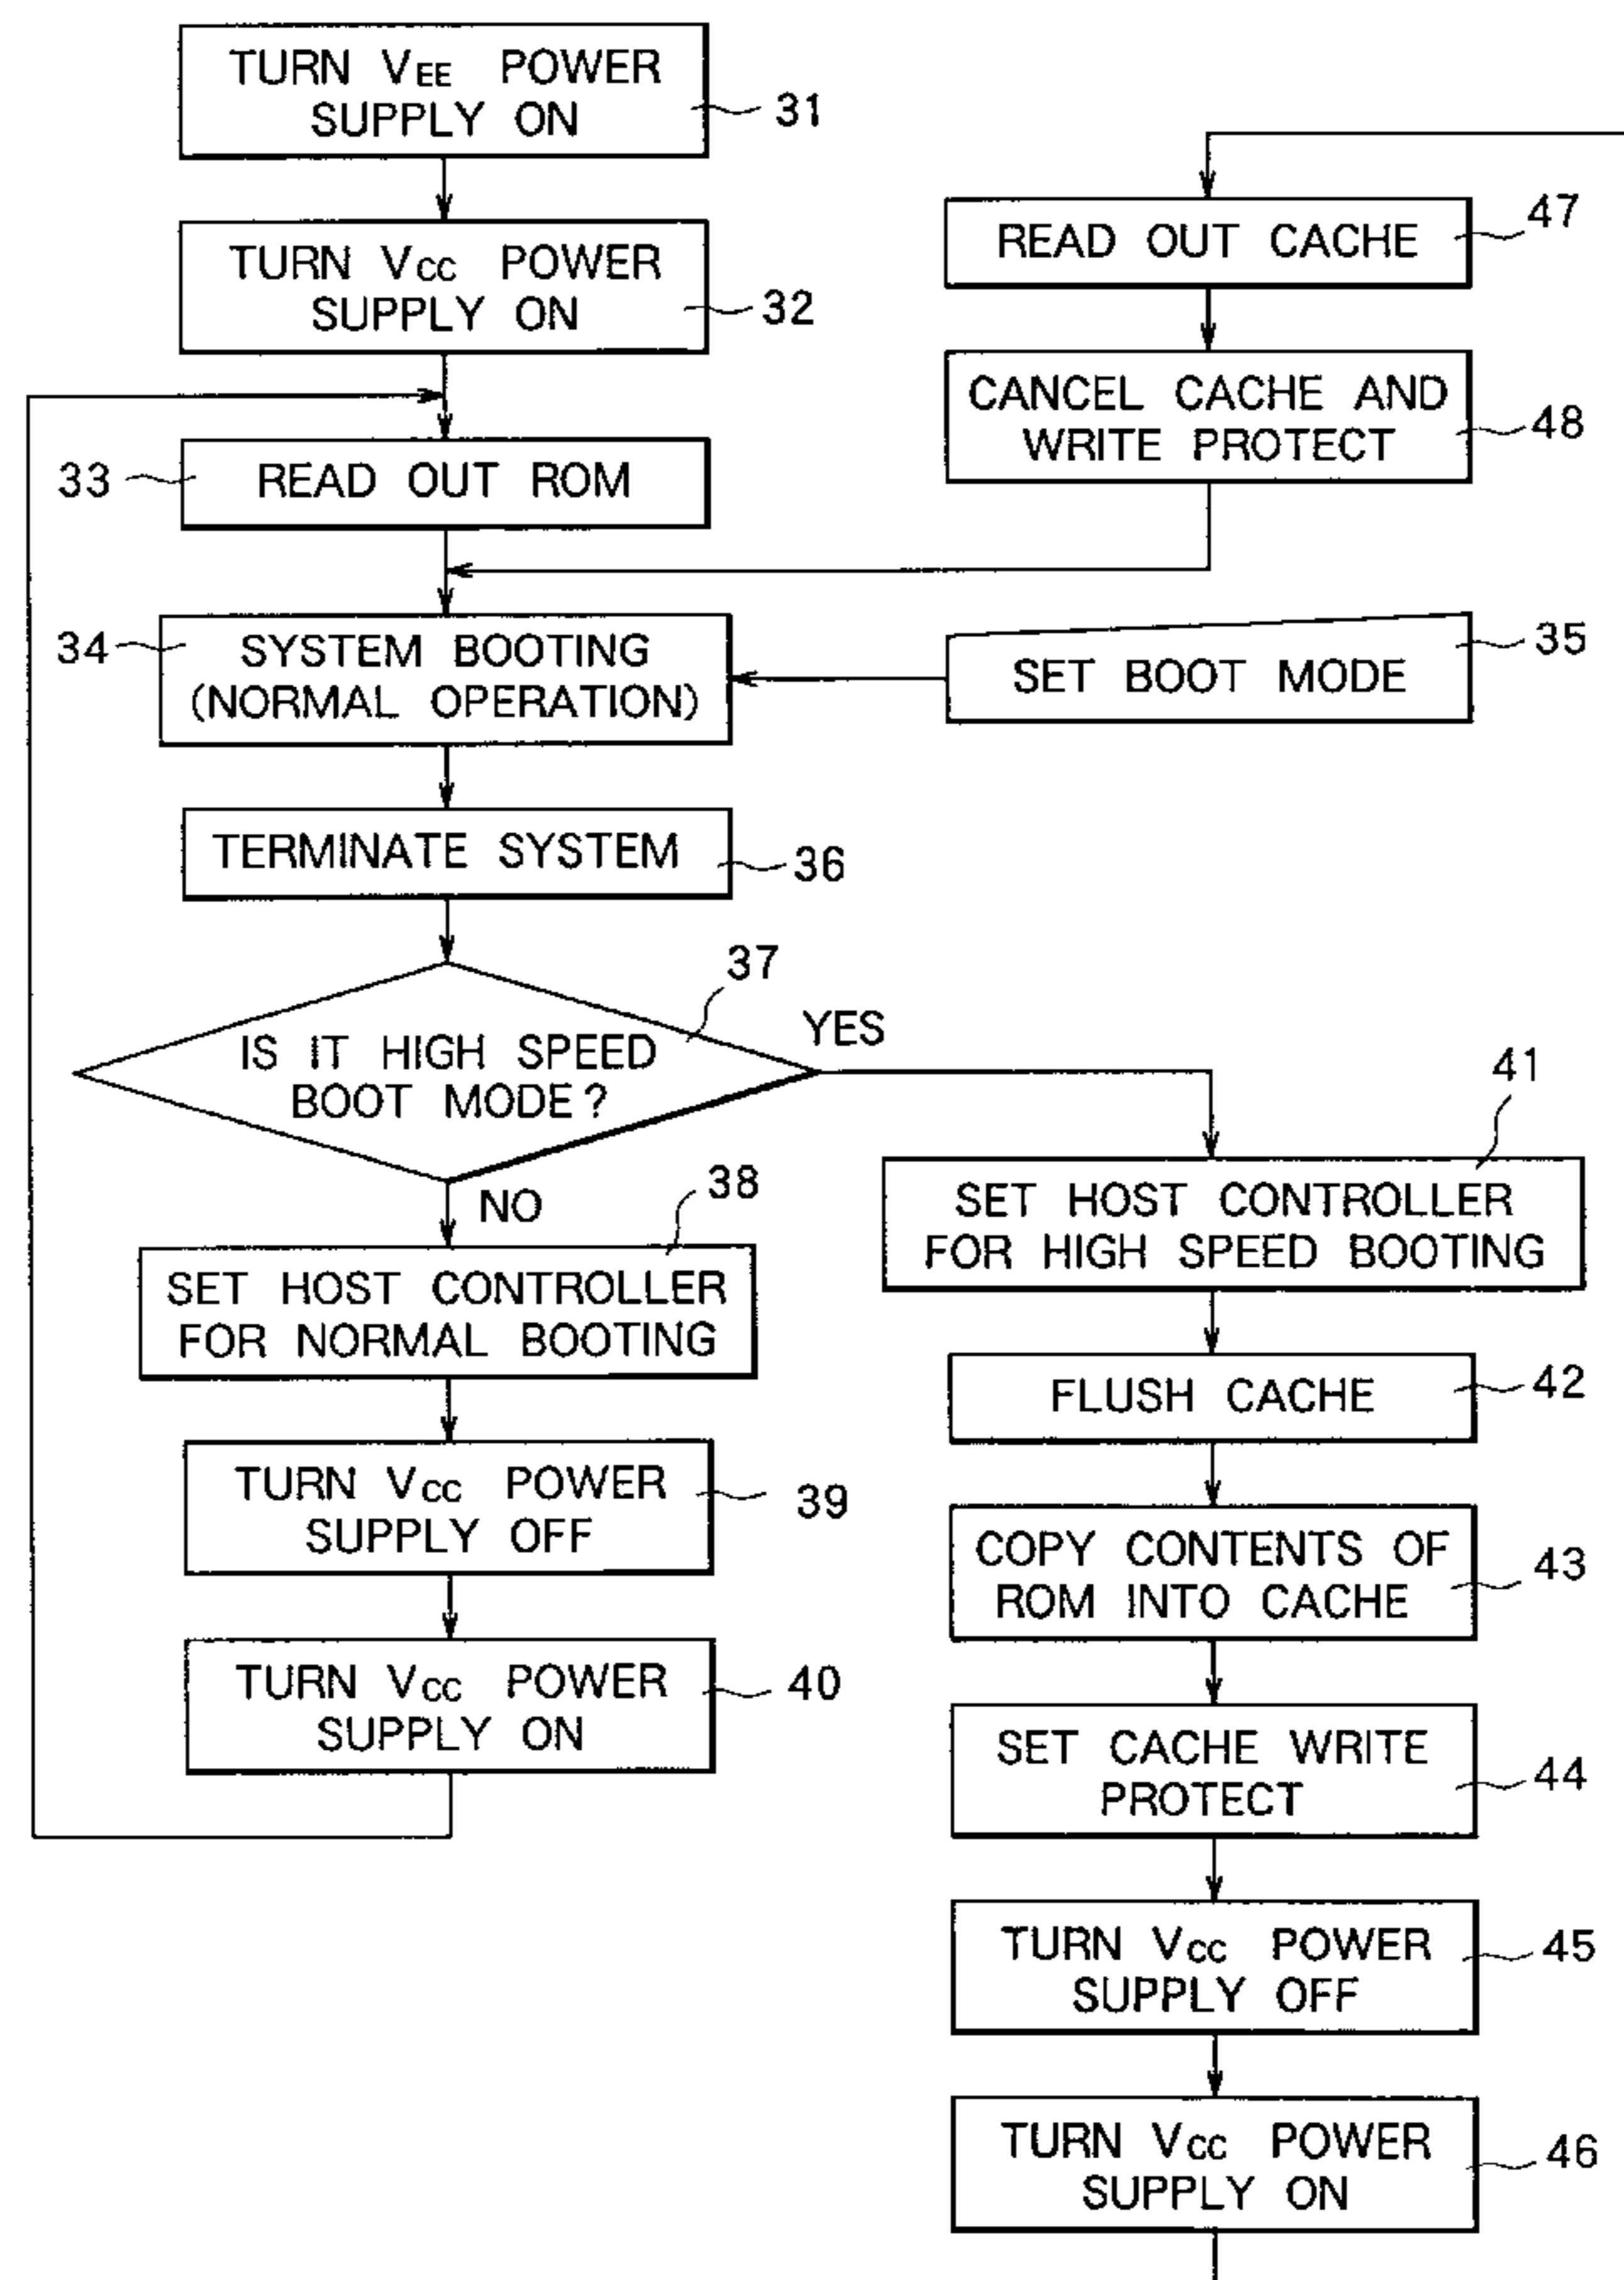 TURN VEE POWER
SUPPLY ON
31
TURN VCC POWER
SUPPLY ON
32
READ OUT ROM
33
SYSTEM BOOTING
(NORMAL OPERATION)
34
SET BOOT MODE
35
TERMINATE SYSTEM
36
IS IT HIGH SPEED
BOOT MODE?
37
YES
NO
SET HOST CONTROLLER
FOR NORMAL BOOTING
38
TURN VCC POWER
SUPPLY OFF
39
TURN VCC POWER
SUPPLY ON
40
SET HOST CONTROLLER
FOR HIGH SPEED BOOTING
41
FLUSH CACHE
42
COPY CONTENTS OF
ROM INTO CACHE
43
SET CACHE WRITE
PROTECT
44
TURN VCC POWER
SUPPLY OFF
45
TURN VCC POWER
SUPPLY ON
46
READ OUT CACHE
47
CANCEL CACHE AND
WRITE PROTECT
48